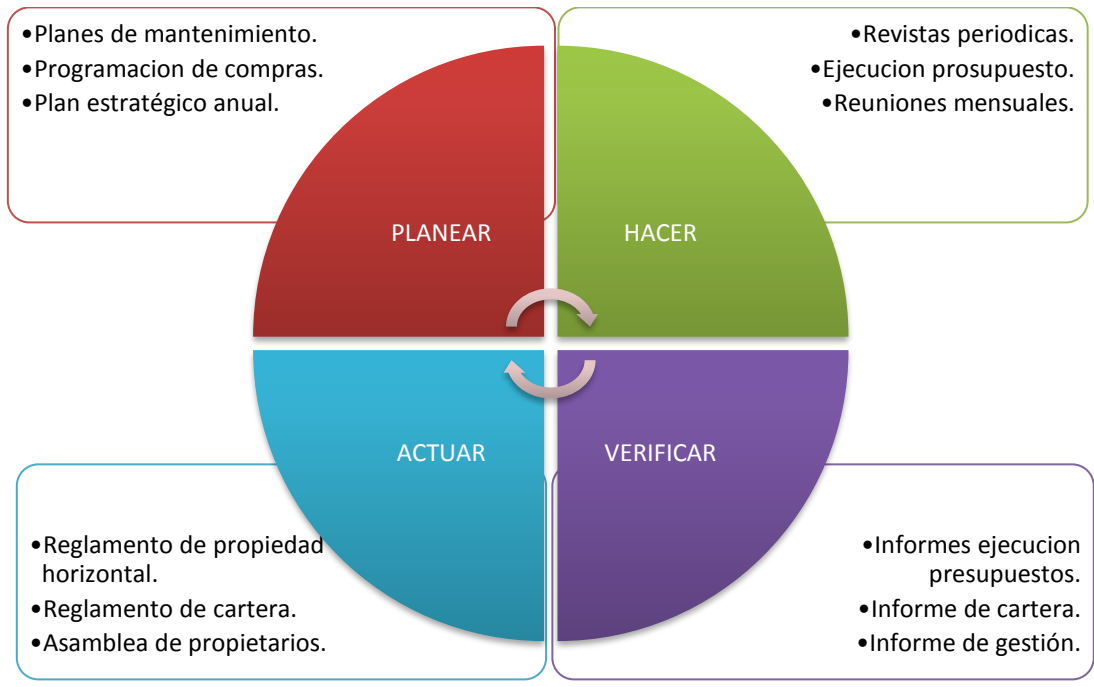 •Planes de mantenimiento.
•Programacion de compras.
•Plan estratégico anual.
•Revistas periodicas.
•Ejecucion prosupuesto.
•Reuniones mensuales.
PLANEAR
HACER
ACTUAR
VERIFICAR
•Reglamento de propiedad
horizontal.
•Reglamento de cartera.
•Asamblea de propietarios.
•Informes ejecucion
presupuestos.
•Informe de cartera.
•Informe de gestión.